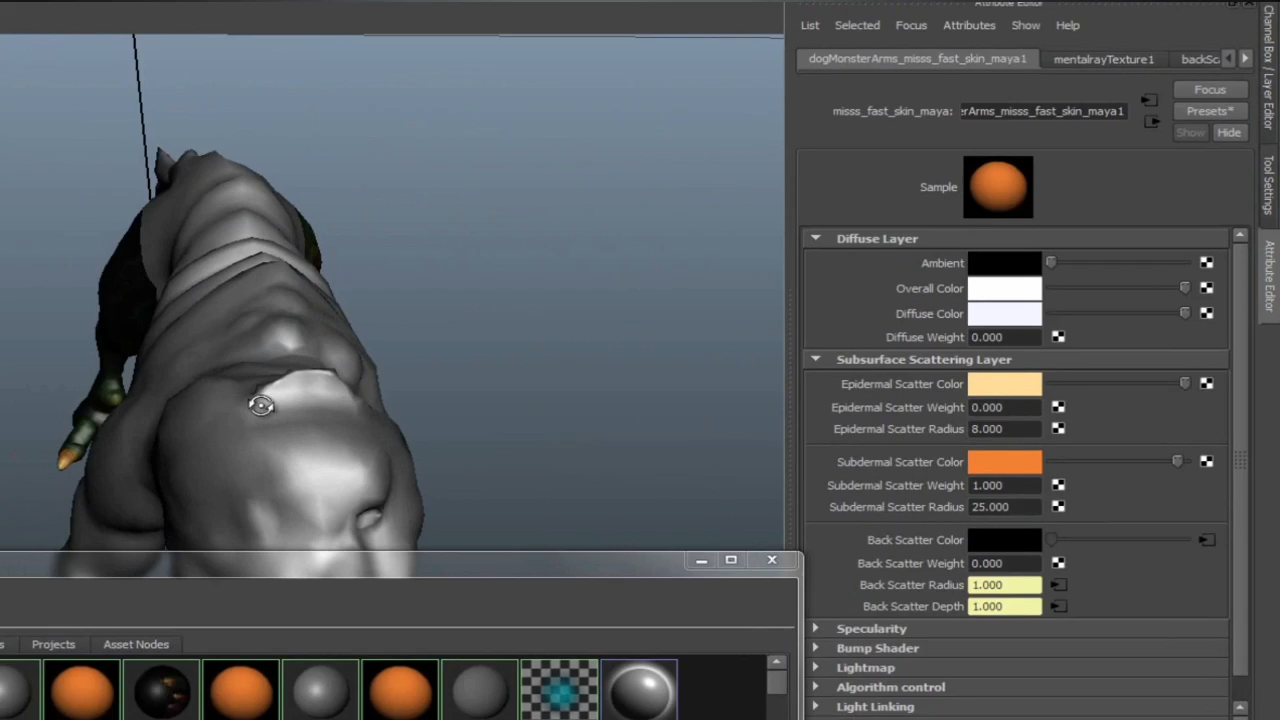 Attribute Editor
List Selected Focus Attributes Show Help
dogMonsterArms_misss_fast_skin_maya1 mentalrayTexture1 backSc
Focus
misss_fast_skin_maya: erArms_misss_fast_skin_maya1 Presets*
Show Hide
Sample
Diffuse Layer
Ambient
Overall Color
Diffuse Color
Diffuse Weight 0.000
Subsurface Scattering Layer
Epidermal Scatter Color
Epidermal Scatter Weight 0.000
Epidermal Scatter Radius 8.000
Subdermal Scatter Color
Subdermal Scatter Weight 1.000
Subdermal Scatter Radius 25.000
Back Scatter Color
Back Scatter Weight 0.000
Back Scatter Radius 1.000
Back Scatter Depth 1.000
Specularity
Bump Shader
Lightmap
Algorithm control
Light Linking
Channel Box / Layer Editor
Tool Settings
Attribute Editor
s Projects Asset Nodes